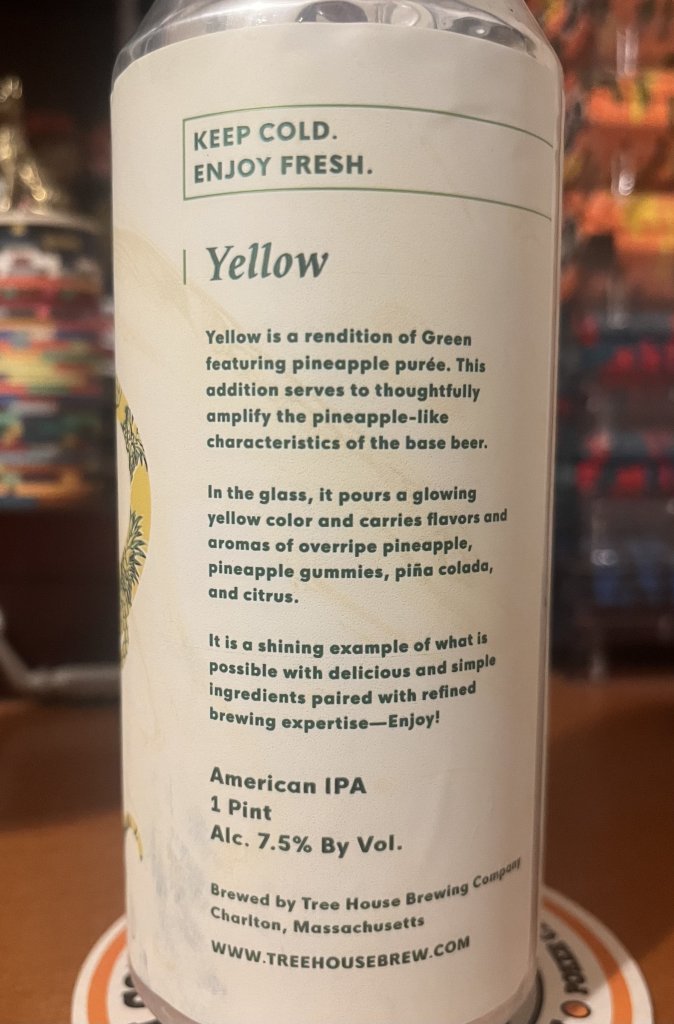 KEEP COLD.
ENJOY FRESH.
Yellow
Yellow is a rendition of Green
featuring pineapple purée. This
addition serves to thoughtfully
amplify the pineapple-like
characteristics of the base beer.
In the glass, it pours a glowing
yellow color and carries flavors and
aromas of overripe pineapple,
pineapple gummies, piña colada,
and citrus.
It is a shining example of what is
possible with delicious and simple
ingredients paired with refined
brewing expertise—Enjoy!
American IPA
1 Pint
Alc. 7.5% By Vol.
Brewed by Tree House Brewing Company
Charlton, Massachusetts
WWW.TREEHOUSEBREW.COM